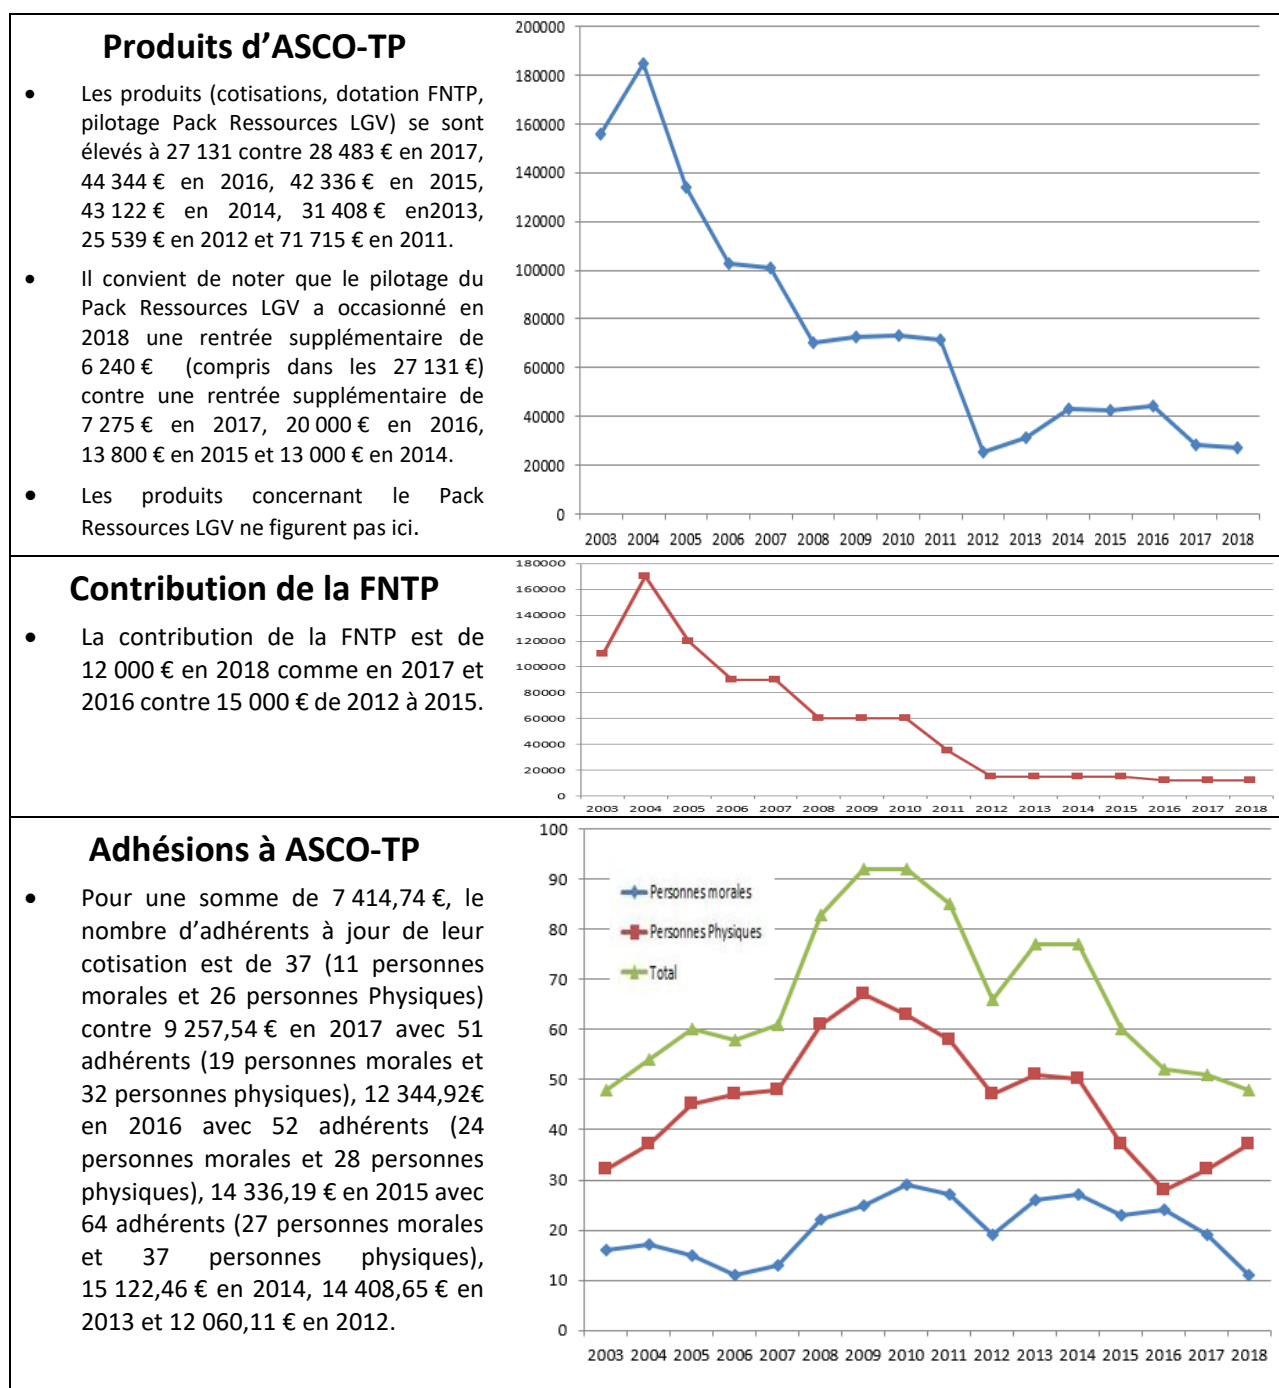 Produits d’ASCO-TP
• Les produits (cotisations, dotation FNTP,
pilotage Pack Ressources LGV) se sont
élevés à 27 131 contre 28 483 € en 2017,
44 344 € en 2016, 42 336 € en 2015,
43 122 € en 2014, 31 408 € en2013,
25 539 € en 2012 et 71 715 € en 2011.
• Il convient de noter que le pilotage du
Pack Ressources LGV a occasionné en
2018 une rentrée supplémentaire de
6 240 € (compris dans les 27 131 €)
contre une rentrée supplémentaire de
7 275 € en 2017, 20 000 € en 2016,
13 800 € en 2015 et 13 000 € en 2014.
• Les produits concernant le Pack
Ressources LGV ne figurent pas ici.
200000
180000
160000
140000
120000
100000
80000
60000
40000
20000
0
2003 2004 2005 2006 2007 2008 2009 2010 2011 2012 2013 2014 2015 2016 2017 2018
Contribution de la FNTP
• La contribution de la FNTP est de
12 000 € en 2018 comme en 2017 et
2016 contre 15 000 € de 2012 à 2015.
180000
160000
140000
120000
100000
80000
60000
40000
20000
0
2003 2004 2005 2006 2007 2008 2009 2010 2011 2012 2013 2014 2015 2016 2017 2018
Adhésions à ASCO-TP
• Pour une somme de 7 414,74 €, le
nombre d’adhérents à jour de leur
cotisation est de 37 (11 personnes
morales et 26 personnes Physiques)
contre 9 257,54 € en 2017 avec 51
adhérents (19 personnes morales et
32 personnes physiques), 12 344,92€
en 2016 avec 52 adhérents (24
personnes morales et 28 personnes
physiques), 14 336,19 € en 2015 avec
64 adhérents (27 personnes morales
et 37 personnes physiques),
15 122,46 € en 2014, 14 408,65 € en
2013 et 12 060,11 € en 2012.
100
90
80
70
60
50
40
30
20
10
0
Personnes morales
Personnes Physiques
Total
2003 2004 2005 2006 2007 2008 2009 2010 2011 2012 2013 2014 2015 2016 2017 2018